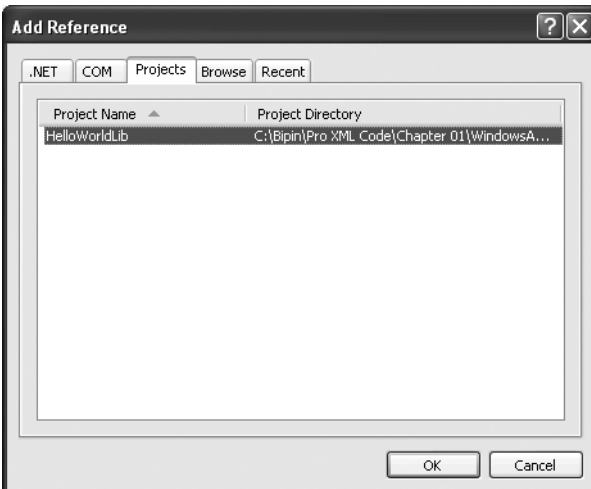 Add Reference
.NET COM Projects Browse Recent
Project Name Project Directory
HelloWorldLib C:\Bipin\Pro XML Code\Chapter 01\WindowsA...
OK Cancel